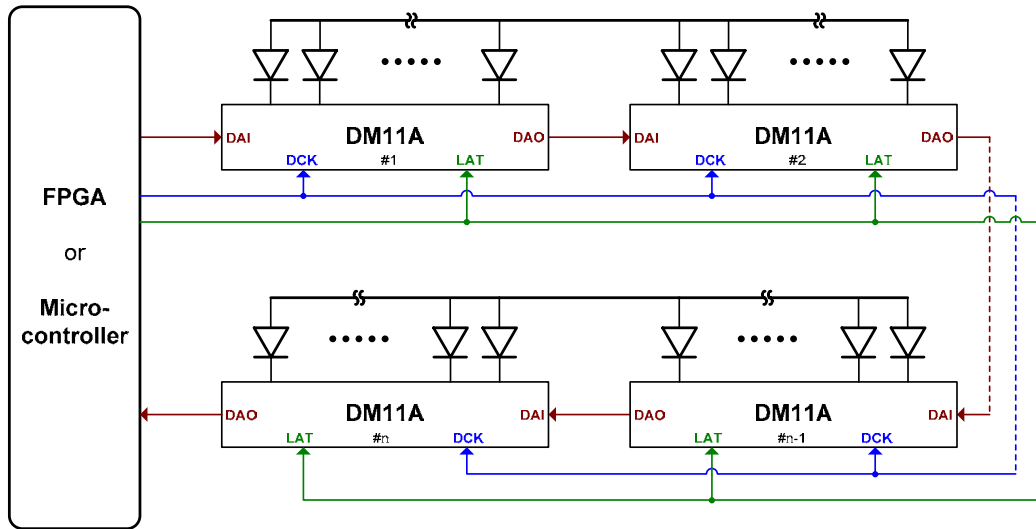 FPGA
or
Micro-
controller
DAI DM11A DAO
DCK #1 LAT
DAI DM11A DAO
DCK #2 LAT
DAO DM11A DAI
LAT #n DCK
DAO DM11A DAI
LAT #n-1 DCK